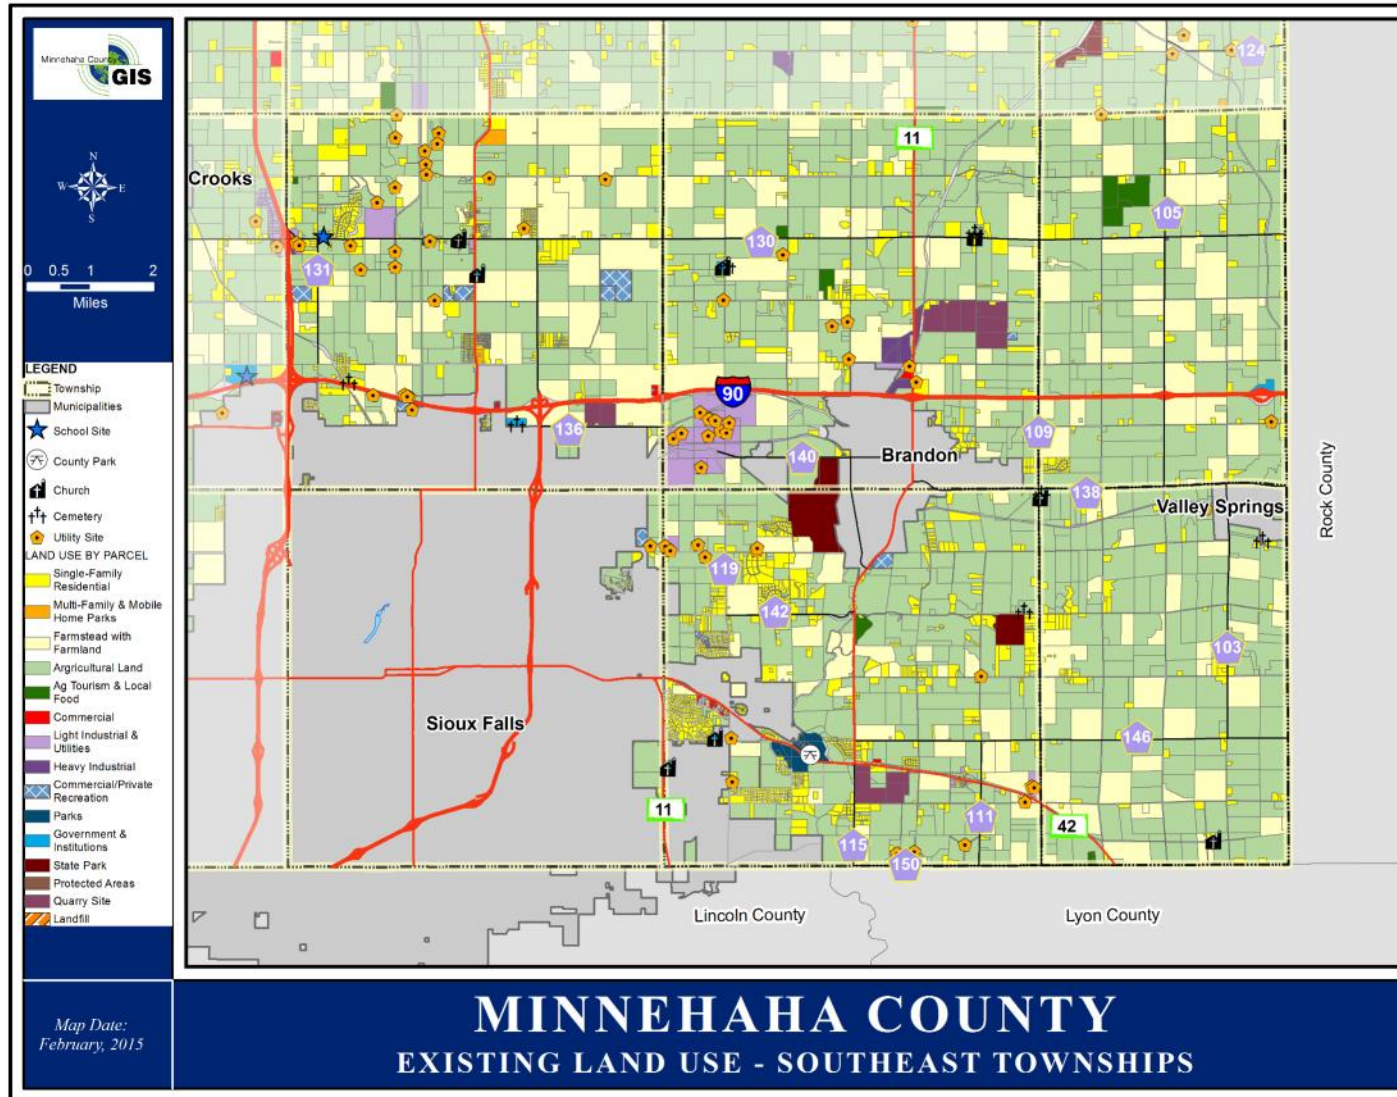 Minnehaha County
GIS
N
W E
S
0 0.5 1 2
Miles
LEGEND
Township
Municipalities
School Site
County Park
Church
Cemetery
Utility Site
LAND USE BY PARCEL
Single-Family
Residential
Multi-Family & Mobile
Home Parks
Farmstead with
Farmland
Argricultural Land
Ag Tourism & Local
Food
Commercial
Light Industrial &
Utilities
Heavy Industrial
Commercial/Private
Recreation
Parks
Government &
Institutions
State Park
Protected Areas
Quarry Site
Landfill
Map Date:
February, 2015
124
11
Crooks
105
130
131
90
136
109
140
Brandon
138
Valley Springs
Rock County
119
142
103
Sioux Falls
146
11
111
42
115
150
Lincoln County
Lyon County
MINNEHAHA COUNTY
EXISTING LAND USE - SOUTHEAST TOWNSHIPS